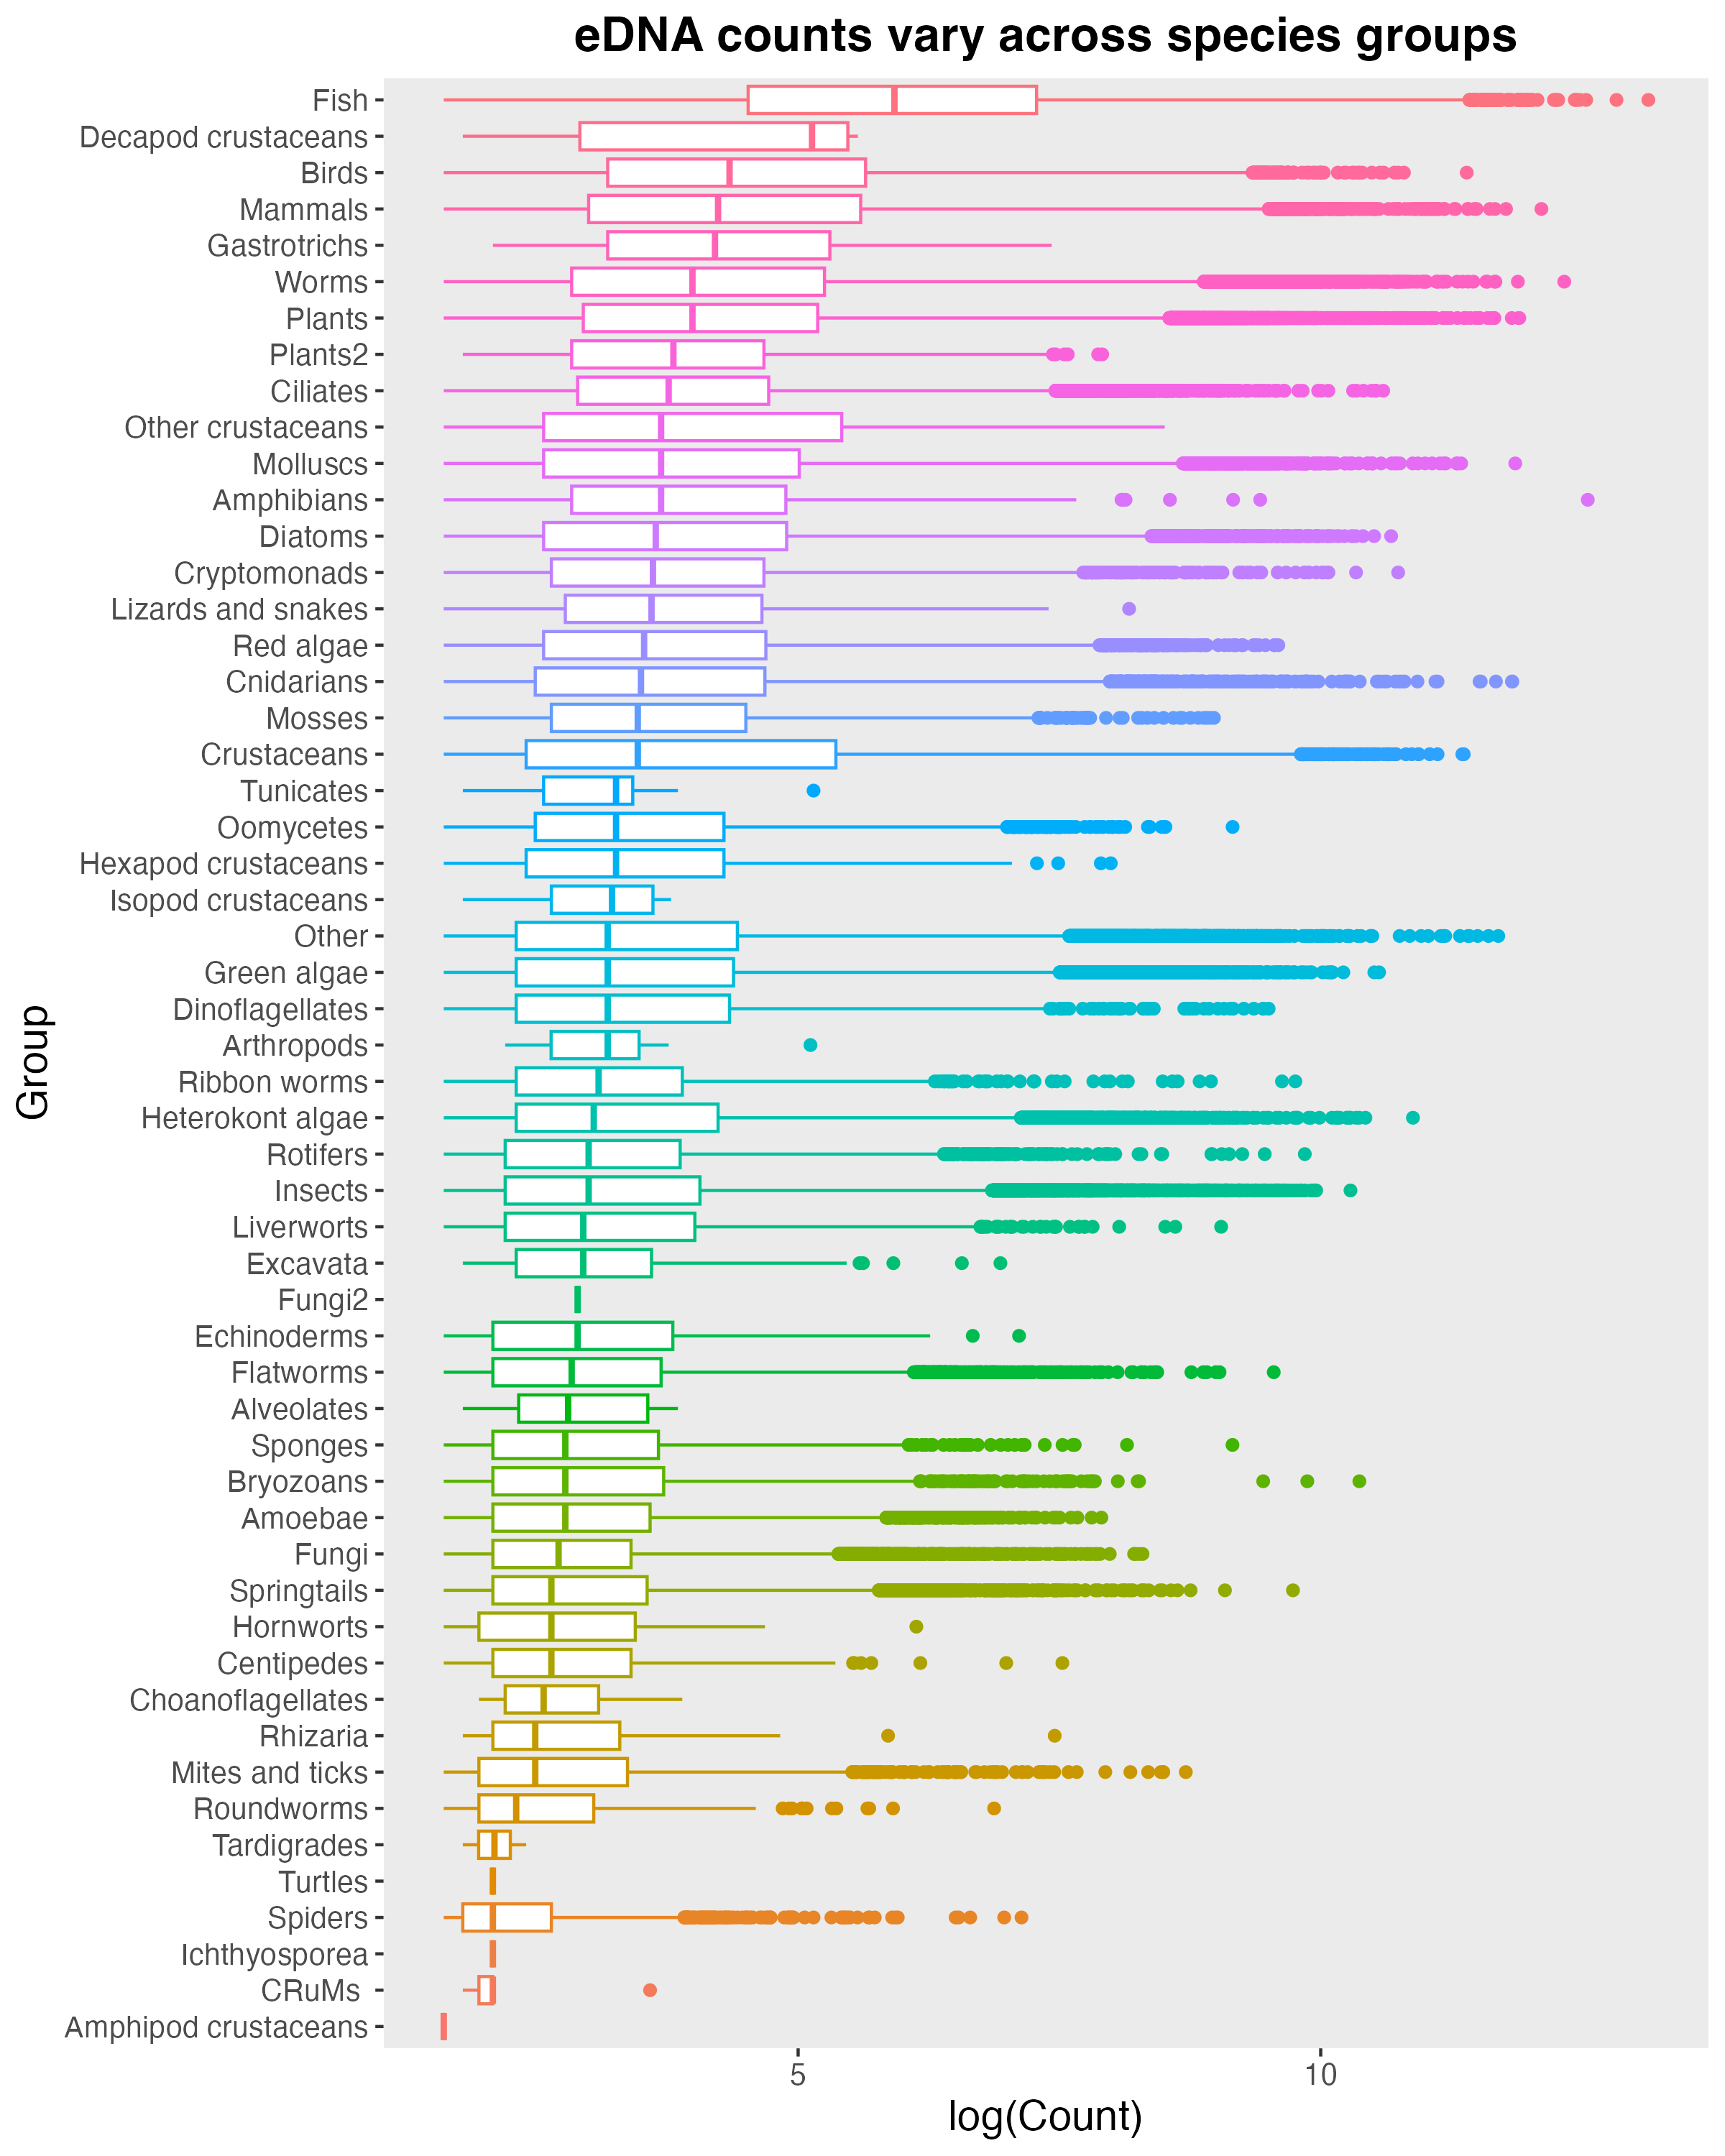 eDNA counts vary across species groups
Fish
Decapod crustaceans
Birds
Mammals
Gastrotrichs
Worms
Plants
Plants2
Ciliates
Other crustaceans
Molluscs
Amphibians
Diatoms
Cryptomonads
Lizards and snakes
Red algae
Cnidarians
Mosses
Crustaceans
Tunicates
Oomycetes
Hexapod crustaceans
Isopod crustaceans
Other
Green algae
Dinoflagellates
Arthropods
Ribbon worms
Heterokont algae
Rotifers
Insects
Liverworts
Excavata
Fungi2
Echinoderms
Flatworms
Alveolates
Sponges
Bryozoans
Amoebae
Fungi
Springtails
Hornworts
Centipedes
Choanoflagellates
Rhizaria
Mites and ticks
Roundworms
Tardigrades
Turtles
Spiders
Ichthyosporea
CRuMs
Amphipod crustaceans
Group
5 10
log(Count)